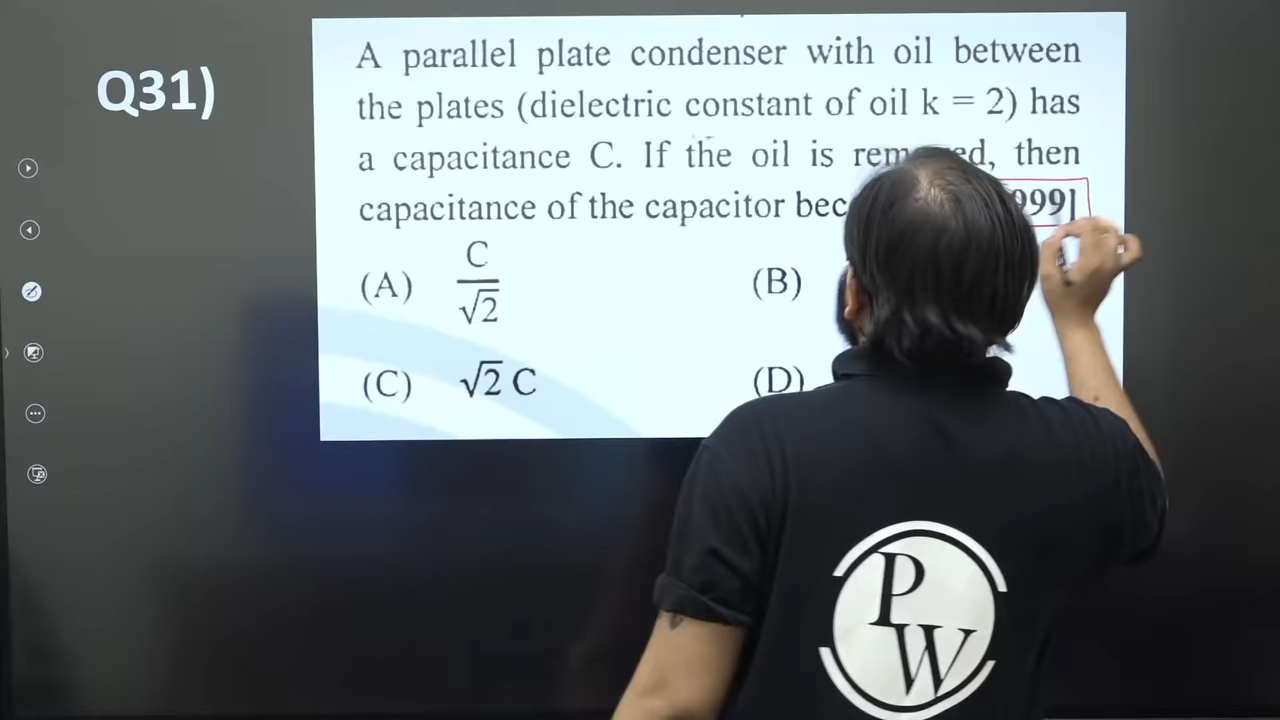 Q31)
A parallel plate condenser with oil between
the plates (dielectric constant of oil k = 2) has
a capacitance C. If the oil is then
capacitance of the capacitor
(A) C/√2
(B)
(C) √2 C
(D)
PW